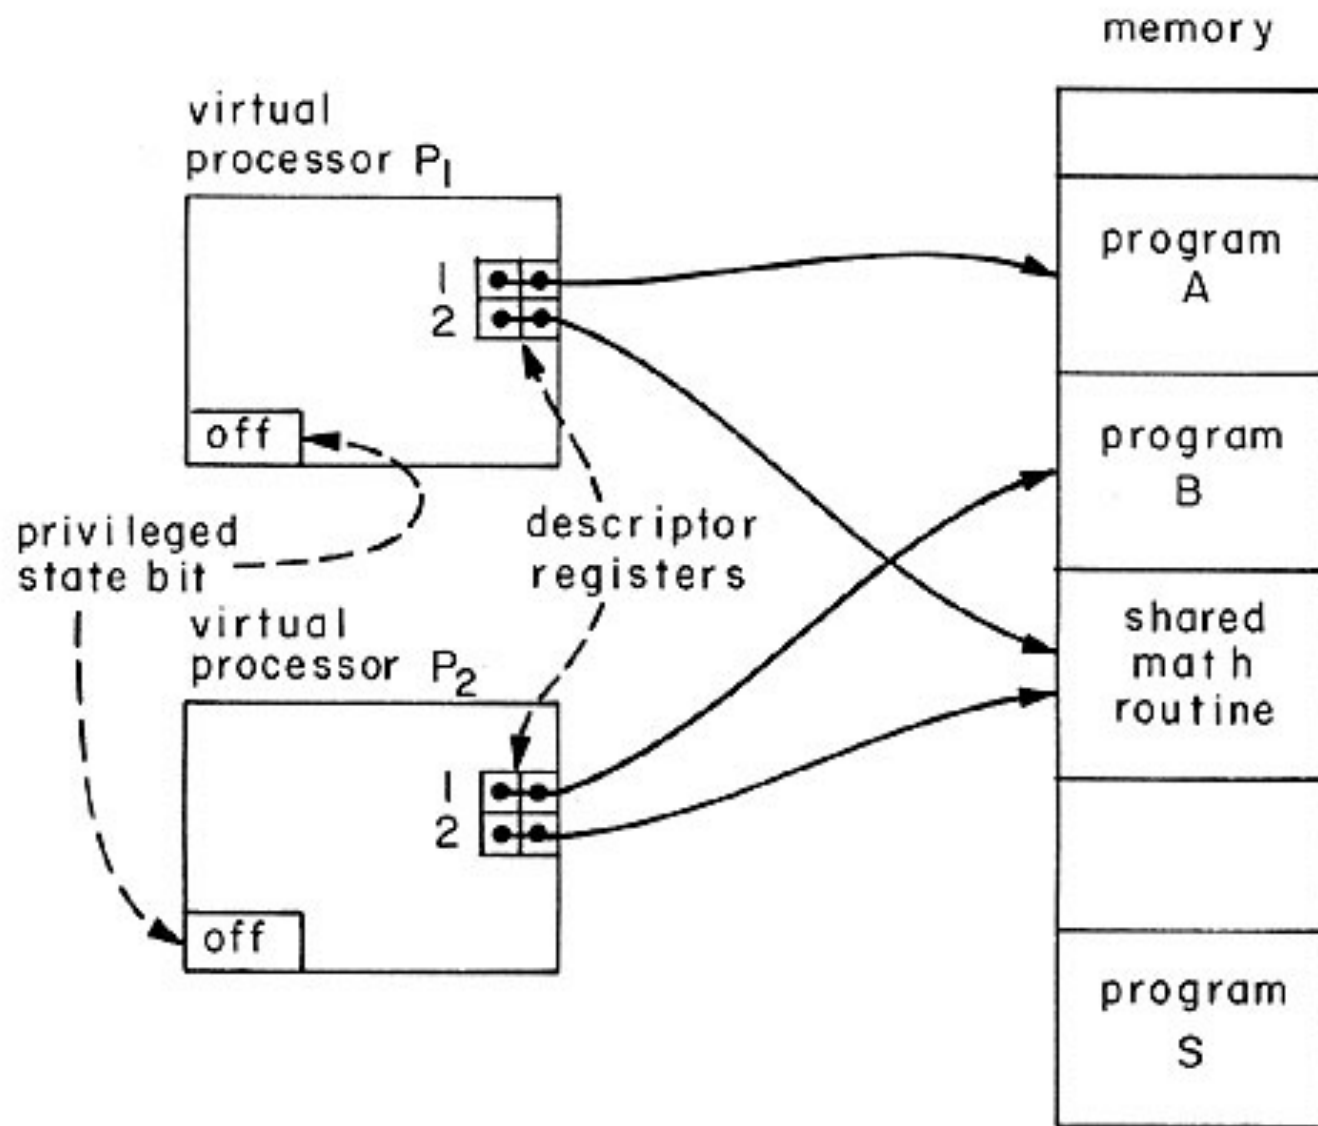 memory
virtual
processor P₁
1
2
off
program
A
program
B
privileged
state bit
descriptor
registers
virtual
processor P₂
1
2
off
shared
math
routine
program
S